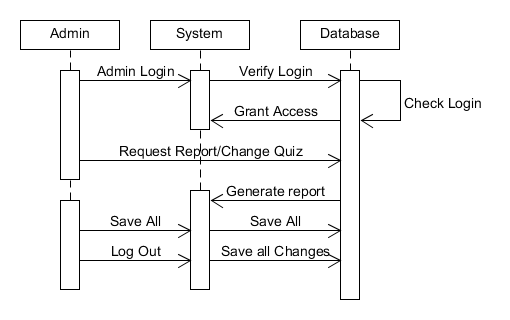 Admin
System
Database
Admin Login
Verify Login
Check Login
Grant Access
Request Report/Change Quiz
Generate report
Save All
Save All
Log Out
Save all Changes